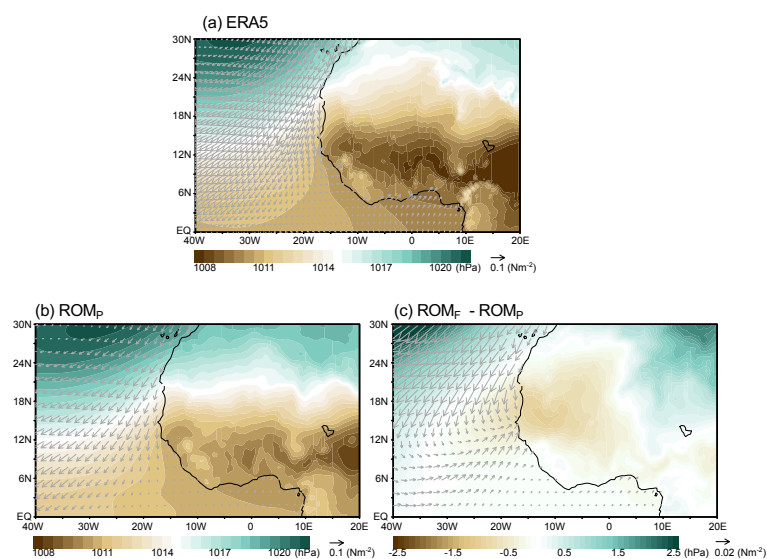 (a) ERA5
30N
24N
18N
12N
6N
EQ
40W 30W 20W 10W 0 10E 20E
1008 1011 1014 1017 1020 (hPa) 0.1 (Nm-2)
(b) ROMP (c) ROMF - ROMP
30N 30N
24N 24N
18N 18N
12N 12N
6N 6N
EQ EQ
40W 30W 20W 10W 0 10E 20E 40W 30W 20W 10W 0 10E 20E
1008 1011 1014 1017 1020 (hPa) 0.1 (Nm-2) -2.5 -1.5 -0.5 0.5 1.5 2.5 (hPa) 0.02 (Nm-2)